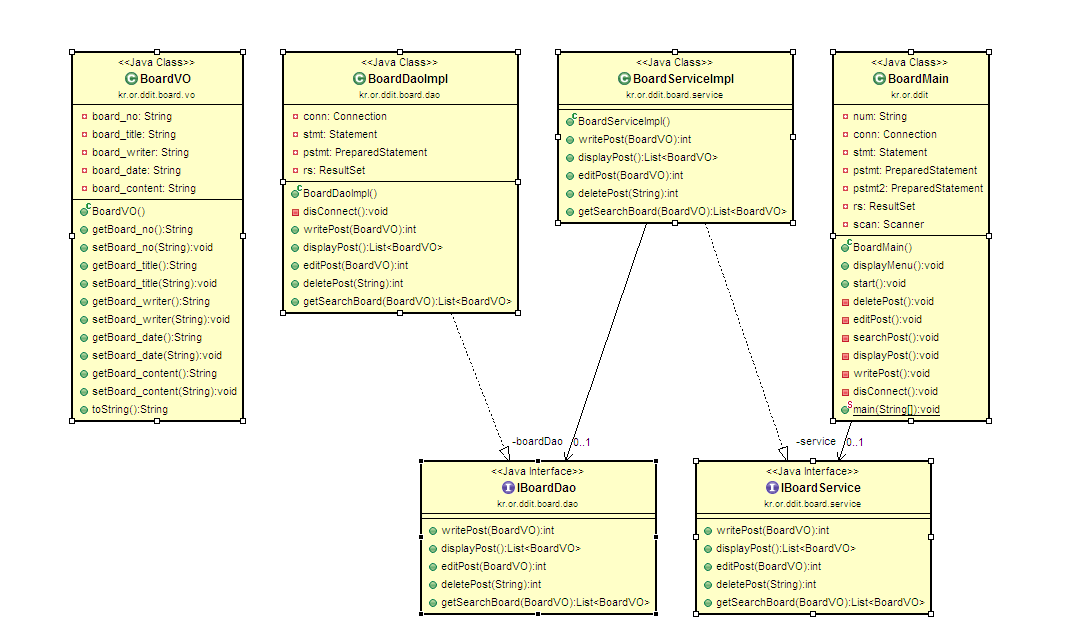 <<Java Class>>
BoardVO
kr.or.ddit.board.vo
board_no: String
board_title: String
board_writer: String
board_date: String
board_content: String
BoardVO()
getBoard_no():String
setBoard_no(String):void
getBoard_title():String
setBoard_title(String):void
getBoard_writer():String
setBoard_writer(String):void
getBoard_date():String
setBoard_date(String):void
getBoard_content():String
setBoard_content(String):void
toString():String
<<Java Class>>
BoardDaoImpl
kr.or.ddit.board.dao
conn: Connection
stmt: Statement
pstmt: PreparedStatement
rs: ResultSet
BoardDaoImpl()
disConnect():void
writePost(BoardVO):int
displayPost():List<BoardVO>
editPost(BoardVO):int
deletePost(String):int
getSearchBoard(BoardVO):List<BoardVO>
<<Java Class>>
BoardServiceImpl
kr.or.ddit.board.service
BoardServiceImpl()
writePost(BoardVO):int
displayPost():List<BoardVO>
editPost(BoardVO):int
deletePost(String):int
getSearchBoard(BoardVO):List<BoardVO>
<<Java Class>>
BoardMain
kr.or.ddit
num: String
conn: Connection
stmt: Statement
pstmt: PreparedStatement
pstmt2: PreparedStatement
rs: ResultSet
scan: Scanner
BoardMain()
displayMenu():void
start():void
deletePost():void
editPost():void
searchPost():void
displayPost():void
writePost():void
disConnect():void
main(String[]):void
-boardDao 0..1
-service 0..1
<<Java Interface>>
IBoardDao
kr.or.ddit.board.dao
writePost(BoardVO):int
displayPost():List<BoardVO>
editPost(BoardVO):int
deletePost(String):int
getSearchBoard(BoardVO):List<BoardVO>
<<Java Interface>>
IBoardService
kr.or.ddit.board.service
writePost(BoardVO):int
displayPost():List<BoardVO>
editPost(BoardVO):int
deletePost(String):int
getSearchBoard(BoardVO):List<BoardVO>